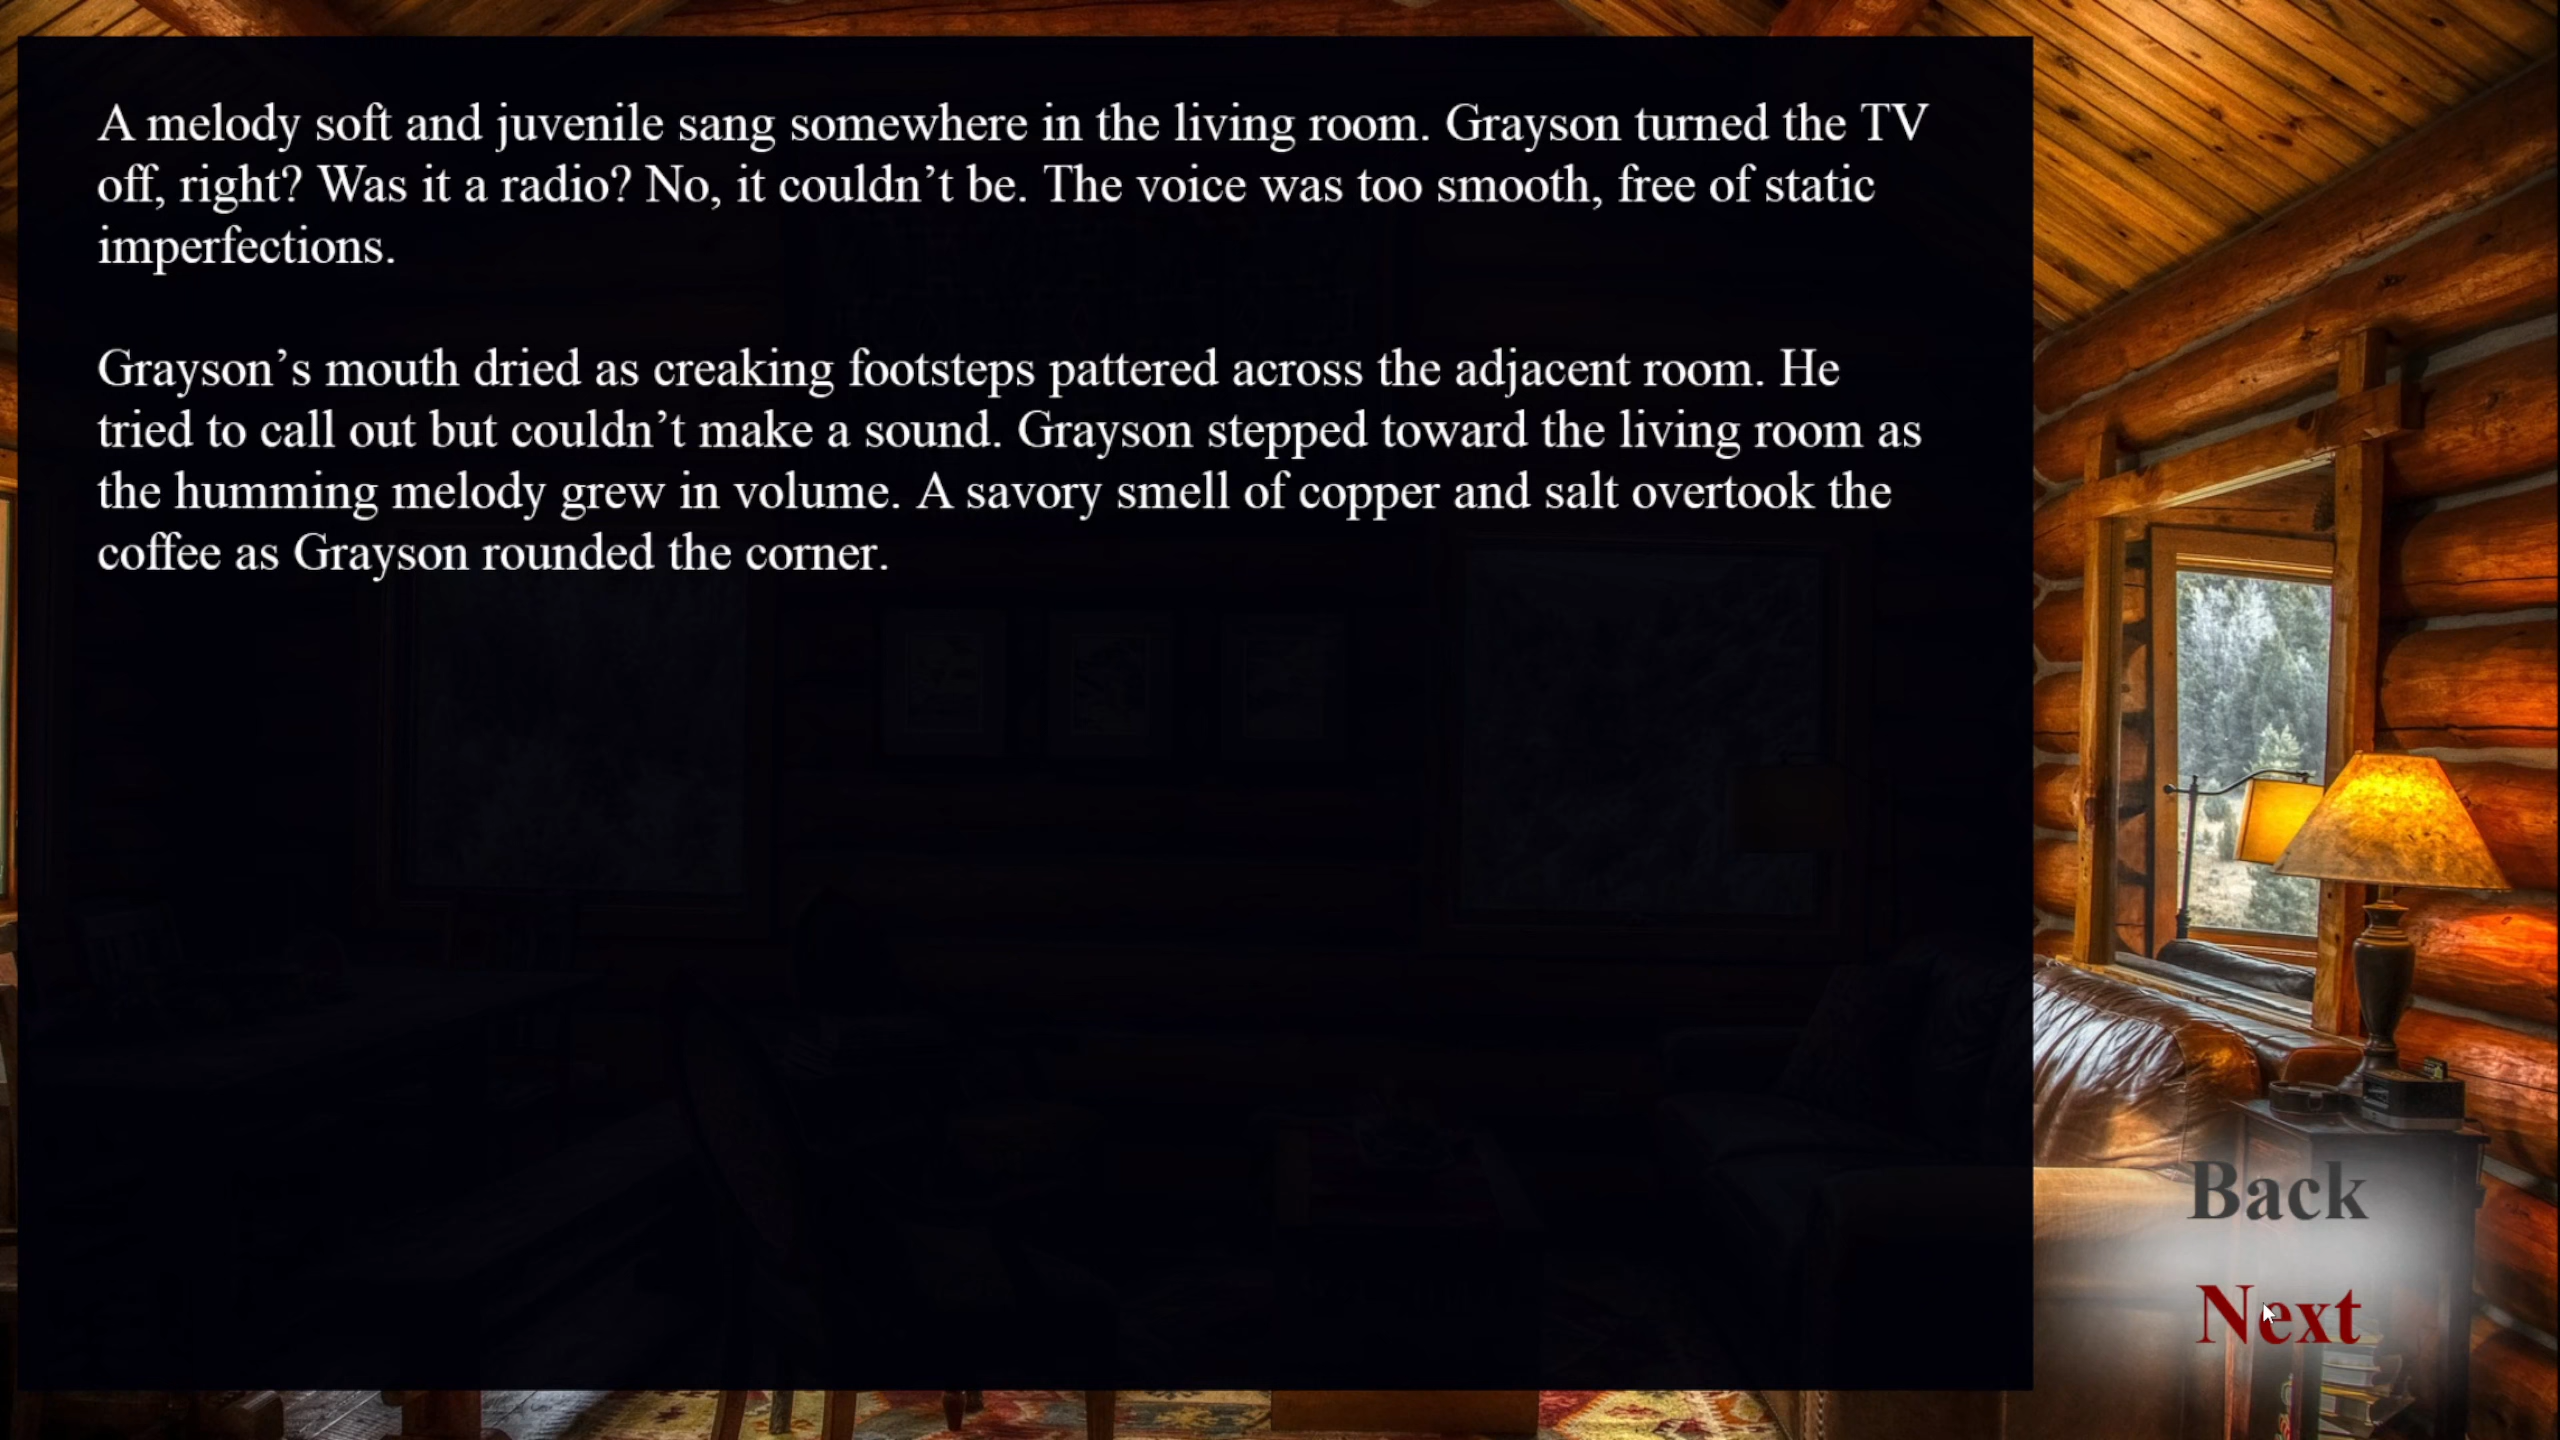 A melody soft and juvenile sang somewhere in the living room. Grayson turned the TV
off, right? Was it a radio? No, it couldn’t be. The voice was too smooth, free of static
imperfections.
Grayson’s mouth dried as creaking footsteps pattered across the adjacent room. He
tried to call out but couldn’t make a sound. Grayson stepped toward the living room as
the humming melody grew in volume. A savory smell of copper and salt overtook the
coffee as Grayson rounded the corner.
Back
Next